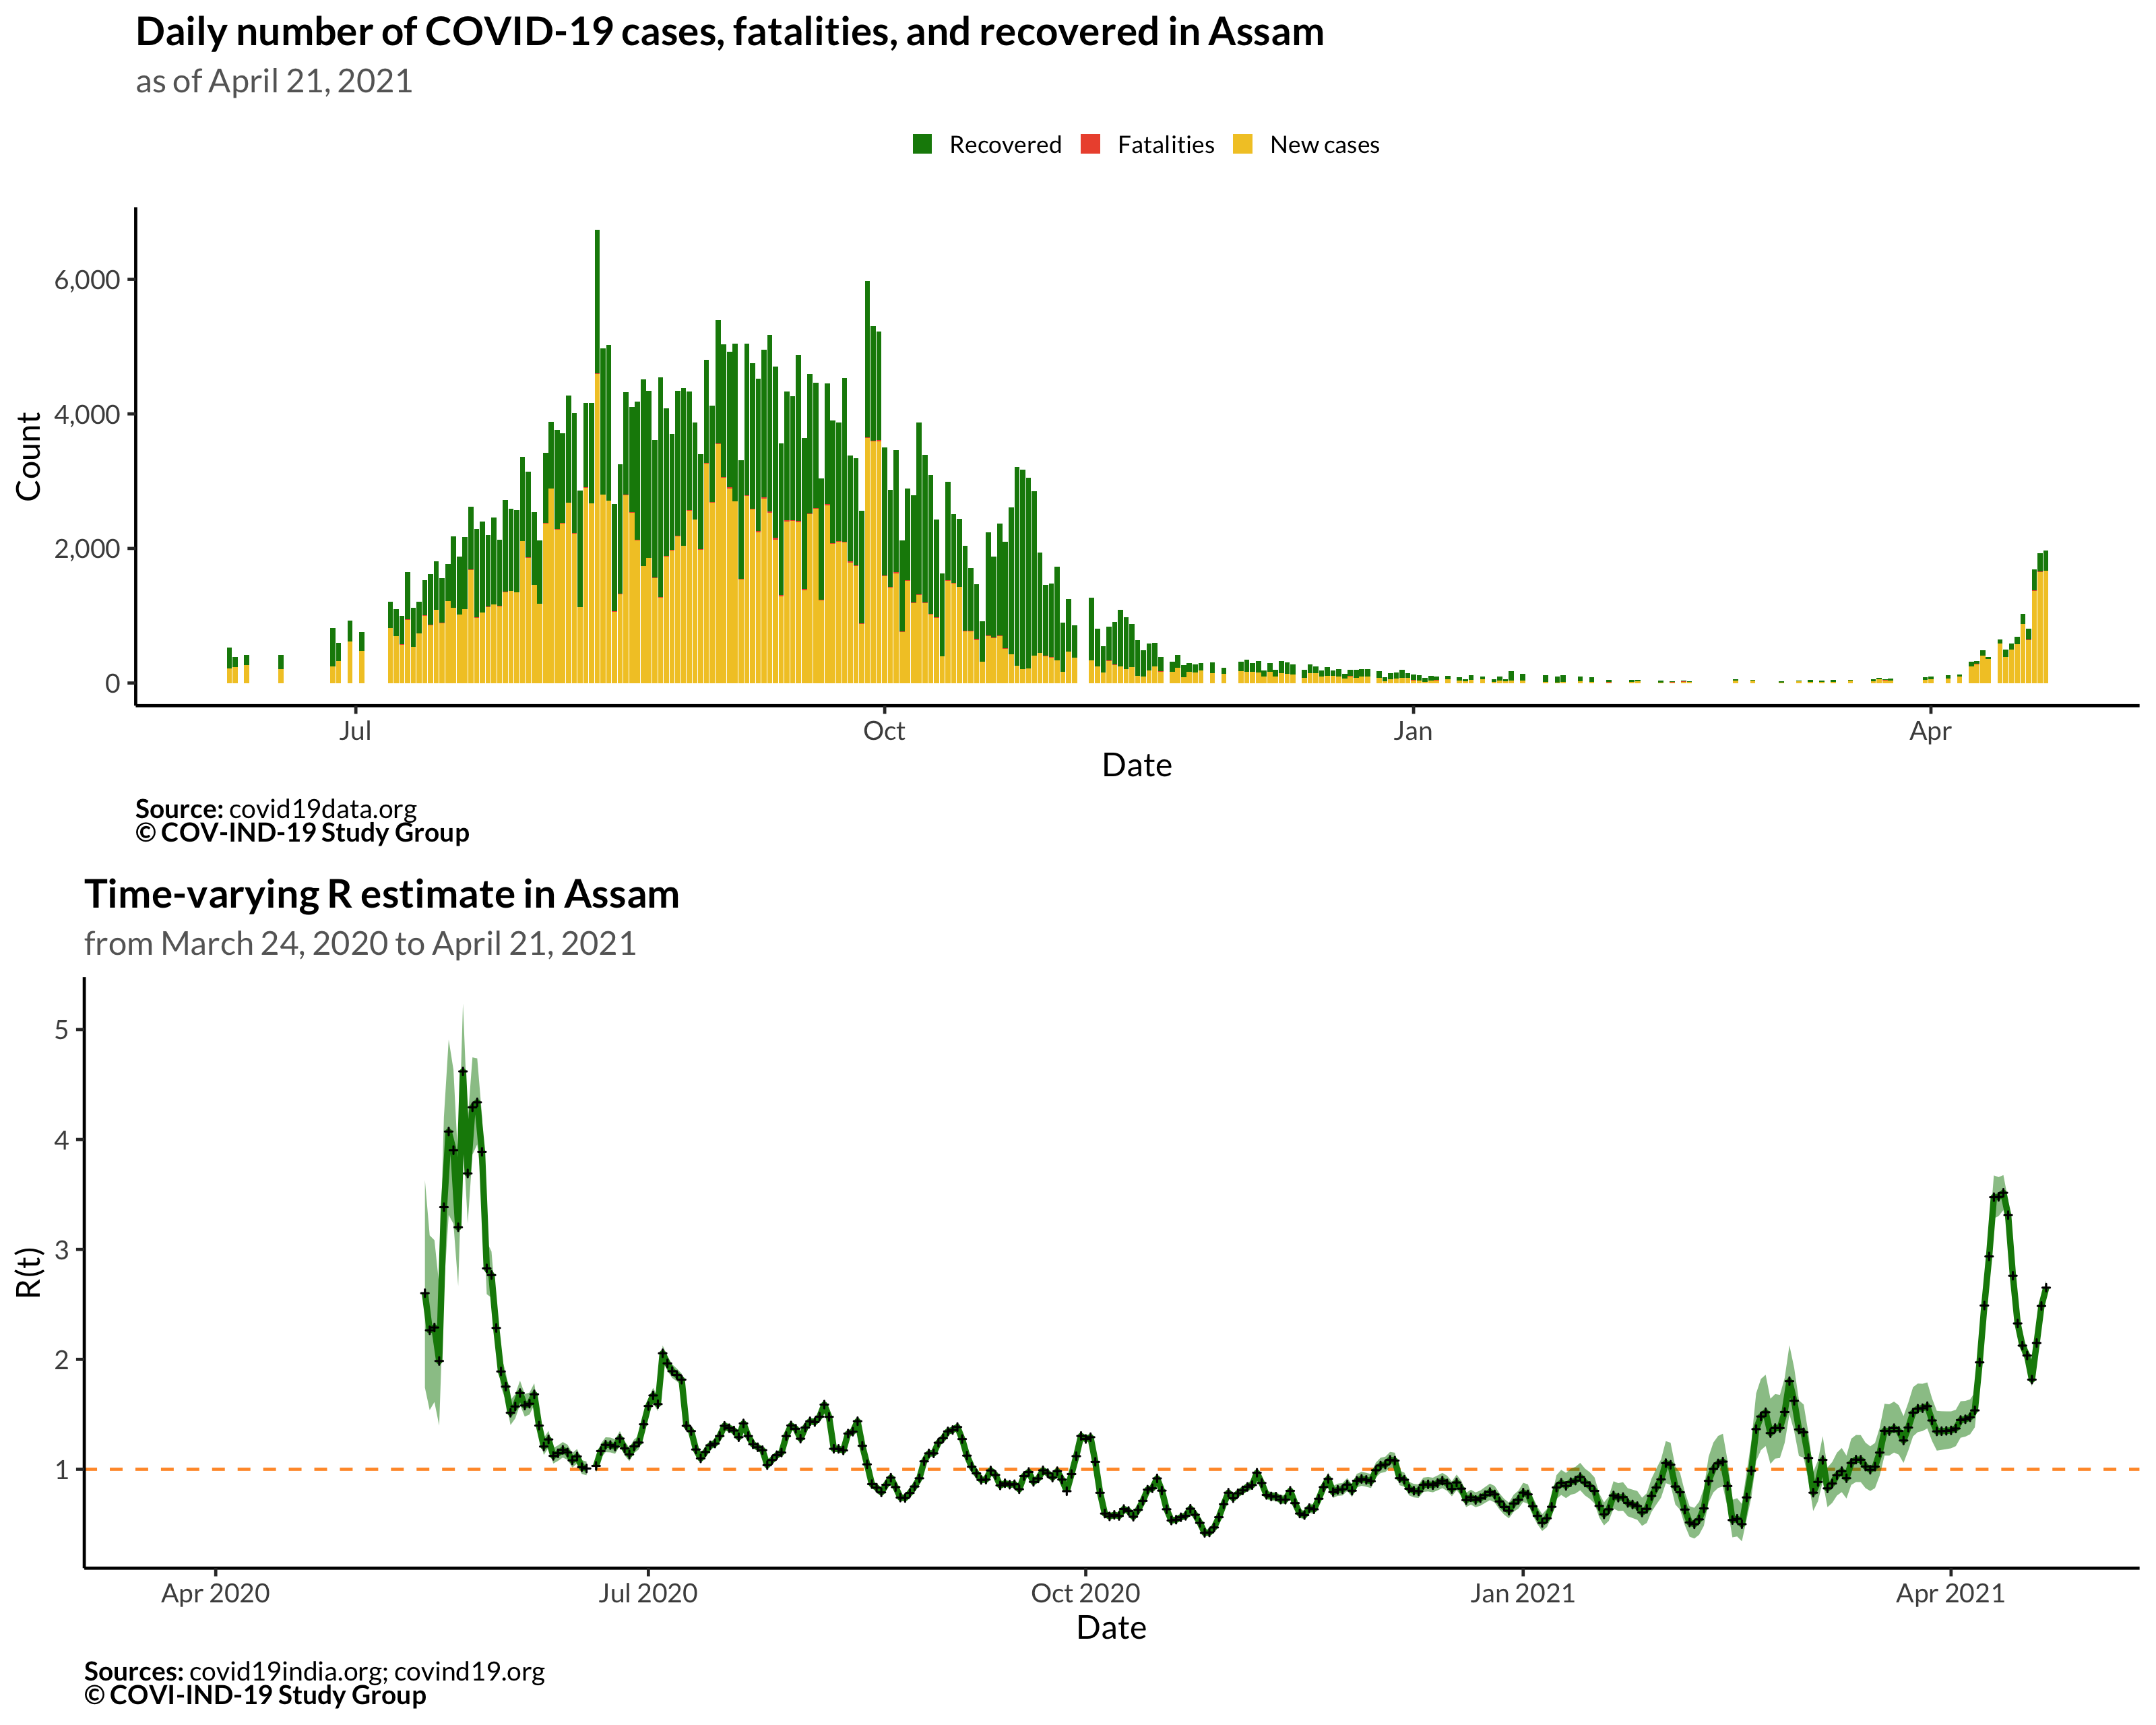 Daily number of COVID-19 cases, fatalities, and recovered in Assam
as of April 21, 2021
Recovered Fatalities New cases
6,000
4,000
2,000
0
Count
Jul Oct Jan Apr
Date
Source: covid19data.org
© COV-IND-19 Study Group
Time-varying R estimate in Assam
from March 24, 2020 to April 21, 2021
5
4
3
2
1
R(t)
Apr 2020 Jul 2020 Oct 2020 Jan 2021 Apr 2021
Date
Sources: covid19india.org; covind19.org
© COVI-IND-19 Study Group